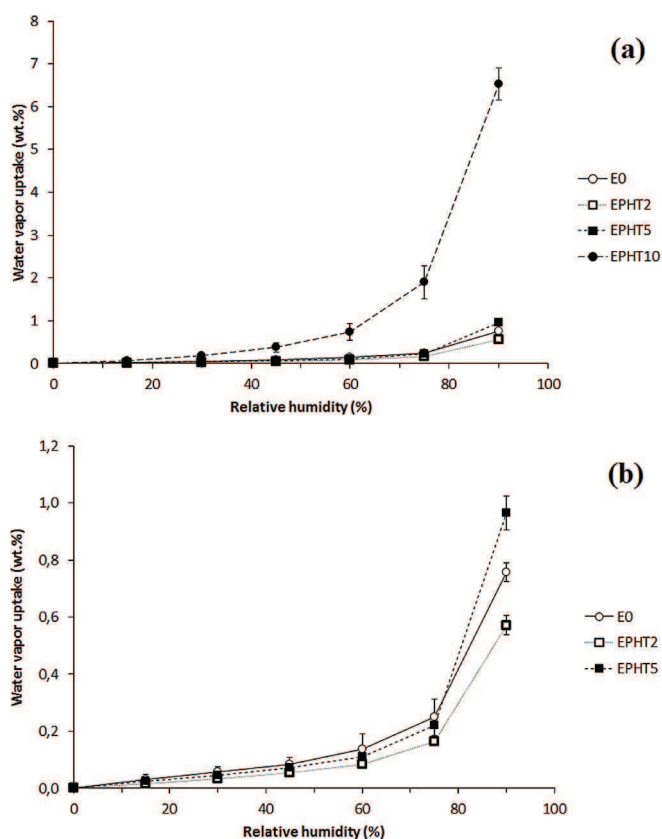 (a)
8
7
6
5
4
3
2
1
0
Water vapor uptake (wt.%)
0 20 40 60 80 100
Relative humidity (%)
E0
EPHT2
EPHT5
EPHT10
(b)
1,2
1,0
0,8
0,6
0,4
0,2
0,0
Water vapor uptake (wt.%)
0 20 40 60 80 100
Relative humidity (%)
E0
EPHT2
EPHT5